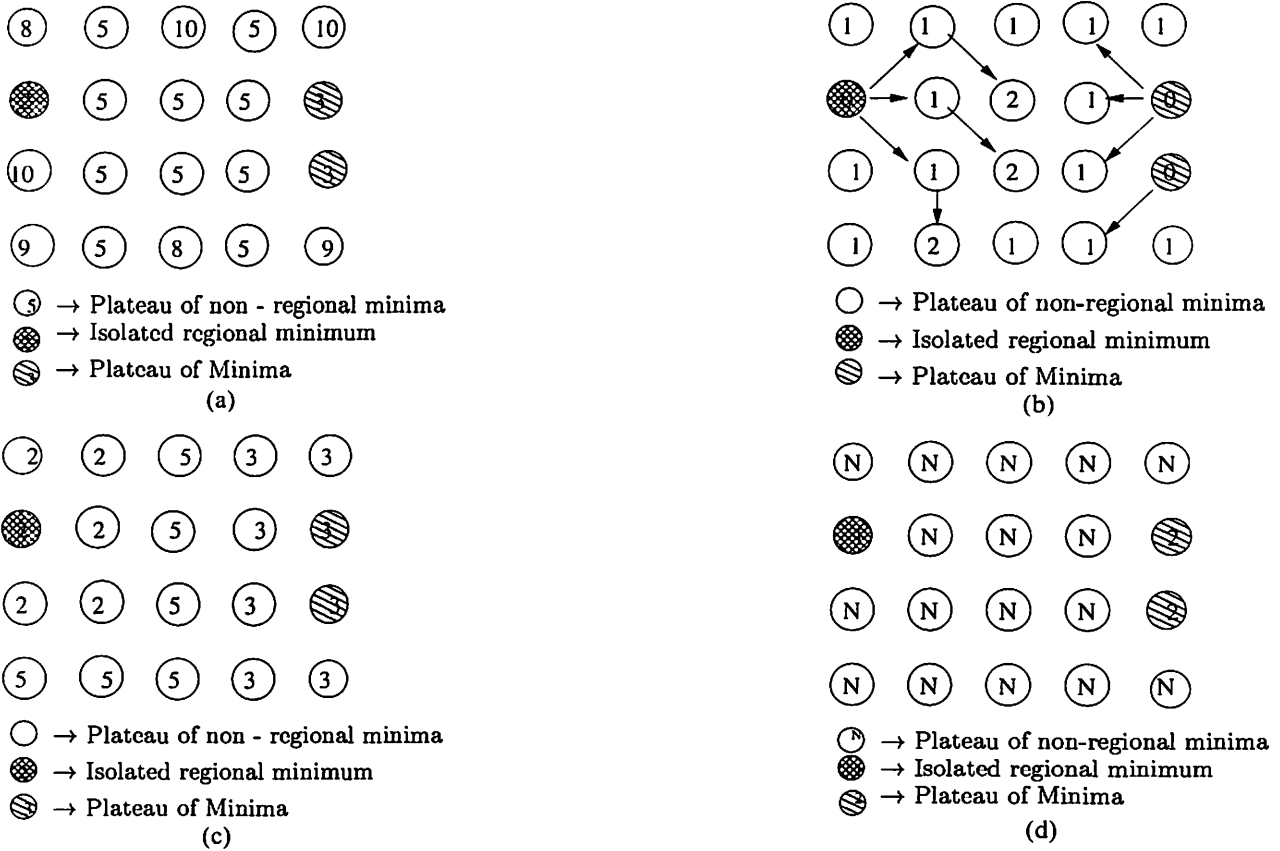 8 5 10 5 10
5 5 5 3
10 5 5 5 3
9 5 8 5 9
5 → Plateau of non - regional minima
→ Isolated regional minimum
→ Plateau of Minima
(a)
1 1 1 1 1
0 1 2 1 0
1 1 2 1 0
1 2 1 1 1
→ Plateau of non-regional minima
→ Isolated regional minimum
→ Plateau of Minima
(b)
2 2 5 3 3
2 5 3 3
2 2 5 3 3
5 5 5 3 3
→ Plateau of non - regional minima
→ Isolated regional minimum
→ Plateau of Minima
(c)
N N N N N
N N N 2
N N N N 2
N N N N N
N → Plateau of non-regional minima
→ Isolated regional minimum
→ Plateau of Minima
(d)